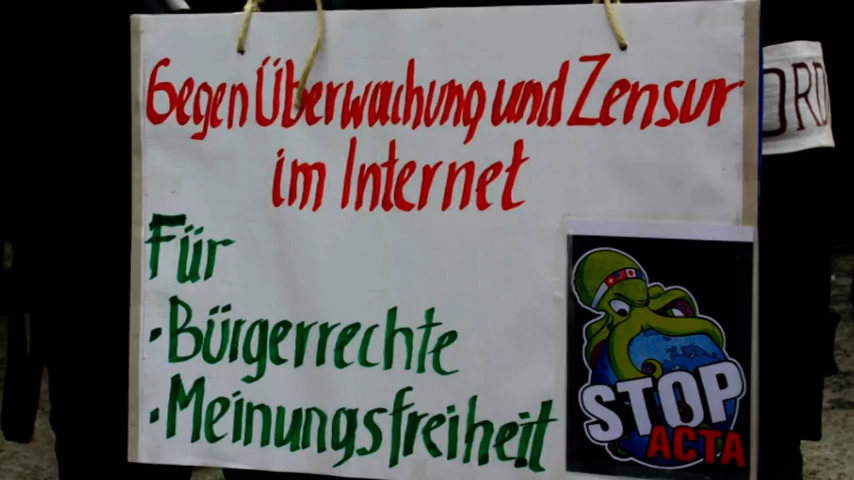 Gegen Überwachung und Zensur
im Internet
Für
• Bürgerrechte
• Meinungsfreiheit
STOP
ACTA